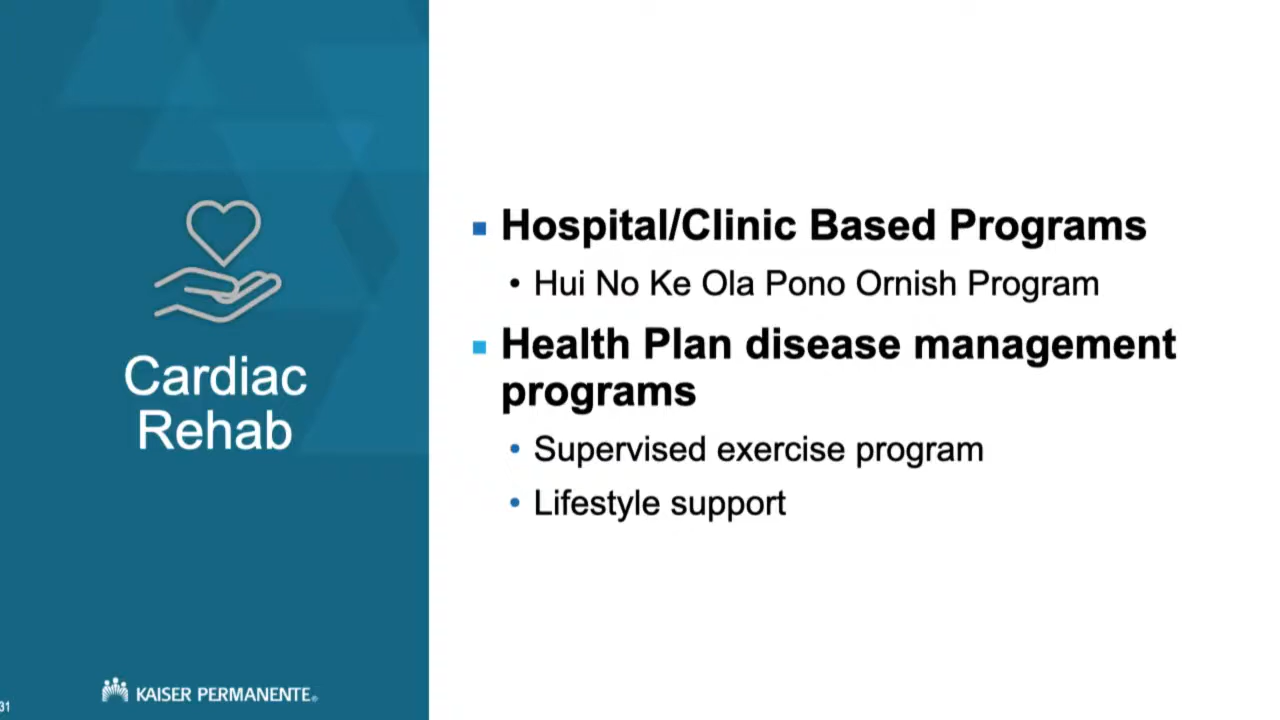 Cardiac
Rehab
Hospital/Clinic Based Programs
Hui No Ke Ola Pono Ornish Program
Health Plan disease management
programs
Supervised exercise program
Lifestyle support
KAISER PERMANENTE®
31